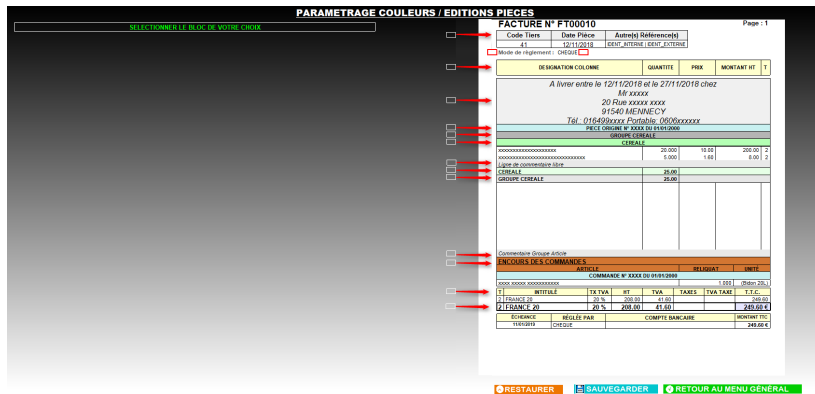 PARAMETRAGE COULEURS / EDITIONS PIECES
SELECTIONNER LE BLOC DE VOTRE CHOIX
FACTURE N° FT00010 Page : 1
Code Tiers Date Pièce Autre(s) Référence(s)
41 12/11/2018 IDENT_INTERNE | IDENT_EXTERNE
Mode de règlement : CHEQUE
DESIGNATION COLONNE QUANTITE PRIX MONTANT HT T
A livrer entre le 12/11/2018 et le 27/11/2018 chez
Mr xxxxx
20 Rue xxxxx xxxx
91540 MENNECY
Tél.: 016499xxxx Portable: 0606xxxxxx
PIECE ORIGINE N° XXXX DU 01/01/2000
GROUPE CEREALE
CEREALE
xxxxxxxxxxxxxxxxxxxx 20.000 10.00 200.00 2
xxxxxxxxxxxxxxxxxxxxxxxxxxxxxx 5.000 1.60 8.00 2
Ligne de commentaire libre
CEREALE 25.00
GROUPE CEREALE 25.00
Commentaire Groupe Article
ENCOURS DES COMMANDES
ARTICLE RELIQUAT UNITÉ
COMMANDE N° XXXX DU 01/01/2000
xxxx xxxxx xxxxxxxxxxx 1.000 (Bidon 20L)
T INTITULÉ TX TVA HT TVA TAXES TVA TAXE T.T.C.
2 FRANCE 20 20 % 208.00 41.60 249.60
2 FRANCE 20 20 % 208.00 41.60 249.60 €
ÉCHEANCE RÉGLÉE PAR COMPTE BANCAIRE MONTANT TTC
11/01/2019 CHEQUE 249.60 €
RESTAURER SAUVEGARDER RETOUR AU MENU GÉNÉRAL